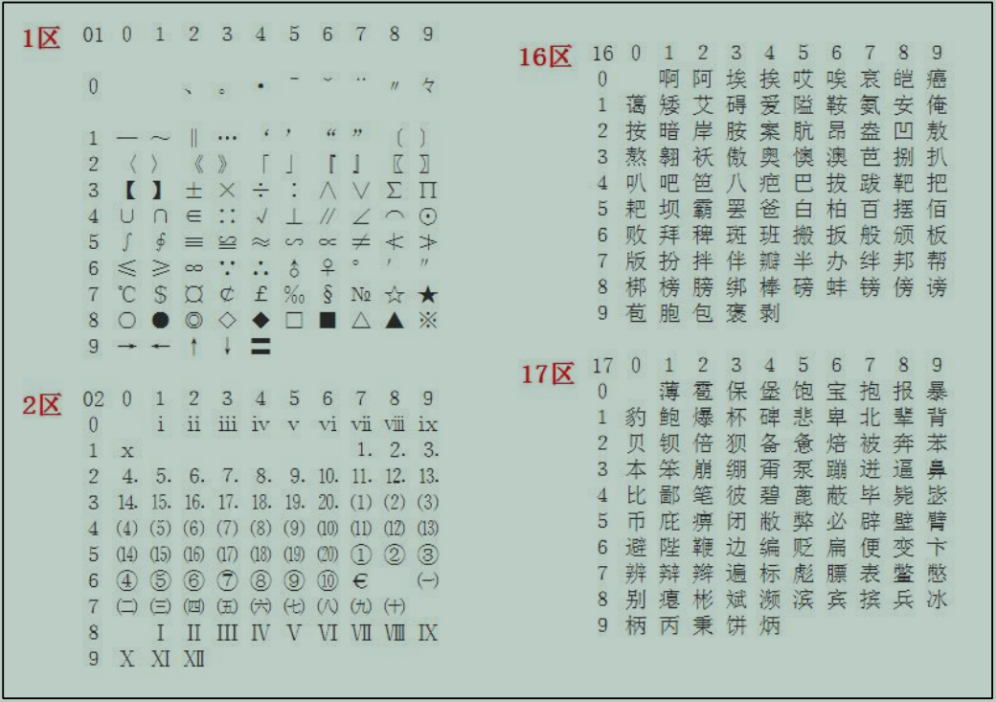 1区 01 0 1 2 3 4 5 6 7 8 9
0 、 。 · ˉ ˇ ¨ 〃 々
1 — ～ ‖ … ‘ ’ “ ” 〔 〕
2 〈 〉 《 》 「 」 『 』 〖 〗
3 【 】 ± × ÷ ∶ ∧ ∨ ∑ ∏
4 ∪ ∩ ∈ ∷ √ ⊥ ∥ ∠ ⌒ ⊙
5 ∫ ∮ ≡ ≌ ≈ ∽ ∝ ≠ ≮ ≯
6 ≤ ≥ ∞ ∵ ∴ ♂ ♀ ° ′ ″
7 ℃ $ ¤ ¢ £ ‰ § № ☆ ★
8 ○ ● ◎ ◇ ◆ □ ■ △ ▲ ※
9 → ← ↑ ↓ 〓
2区 02 0 1 2 3 4 5 6 7 8 9
0 ⅰ ⅱ ⅲ ⅳ ⅴ ⅵ ⅶ ⅷ ⅸ
1 ⅹ 1. 2. 3.
2 4. 5. 6. 7. 8. 9. 10. 11. 12. 13.
3 14. 15. 16. 17. 18. 19. 20. ⑴ ⑵ ⑶
4 ⑷ ⑸ ⑹ ⑺ ⑻ ⑼ ⑽ ⑾ ⑿ ⒀
5 ⒁ ⒂ ⒃ ⒄ ⒅ ⒆ ⒇ ① ② ③
6 ④ ⑤ ⑥ ⑦ ⑧ ⑨ ⑩ € ㈠
7 ㈡ ㈢ ㈣ ㈤ ㈥ ㈦ ㈧ ㈨ ㈩
8 Ⅰ Ⅱ Ⅲ Ⅳ Ⅴ Ⅵ Ⅶ Ⅷ Ⅸ
9 Ⅹ Ⅺ Ⅻ
16区 16 0 1 2 3 4 5 6 7 8 9
0 啊 阿 埃 挨 哎 唉 哀 皑 癌
1 蔼 矮 艾 碍 爱 隘 鞍 氨 安 俺
2 按 暗 岸 胺 案 肮 昂 盎 凹 敖
3 熬 翱 袄 傲 奥 懊 澳 芭 捌 扒
4 叭 吧 笆 八 疤 巴 拔 跋 靶 把
5 耙 坝 霸 罢 爸 白 柏 百 摆 佰
6 败 拜 稗 斑 班 搬 扳 般 颁 板
7 版 扮 拌 伴 瓣 半 办 绊 邦 帮
8 梆 榜 膀 绑 棒 磅 蚌 镑 傍 谤
9 苞 胞 包 褒 剥
17区 17 0 1 2 3 4 5 6 7 8 9
0 薄 雹 保 堡 饱 宝 抱 报 暴
1 豹 鲍 爆 杯 碑 悲 卑 北 辈 背
2 贝 钡 倍 狈 备 惫 焙 被 奔 苯
3 本 笨 崩 绷 甭 泵 蹦 迸 逼 鼻
4 比 鄙 笔 彼 碧 蓖 蔽 毕 毙 毖
5 币 庇 痹 闭 敝 弊 必 辟 壁 臂
6 避 陛 鞭 边 编 贬 扁 便 变 卞
7 辨 辩 辫 遍 标 彪 膘 表 鳖 憋
8 别 瘪 彬 斌 濒 滨 宾 摈 兵 冰
9 柄 丙 秉 饼 炳